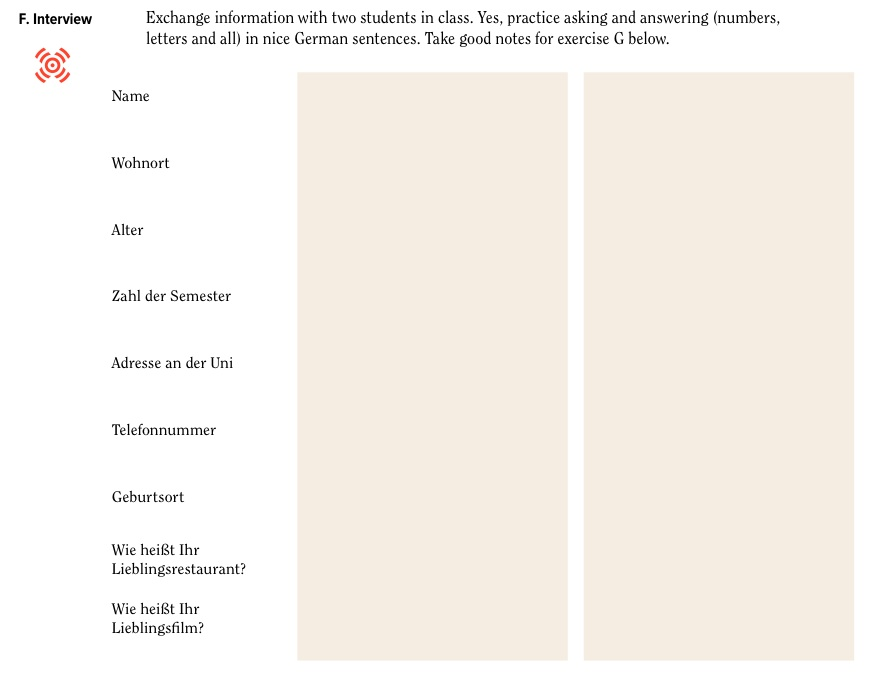 F. Interview
Exchange information with two students in class. Yes, practice asking and answering (numbers,
letters and all) in nice German sentences. Take good notes for exercise G below.
Name
Wohnort
Alter
Zahl der Semester
Adresse an der Uni
Telefonnummer
Geburtsort
Wie heißt Ihr
Lieblingsrestaurant?
Wie heißt Ihr
Lieblingsfilm?